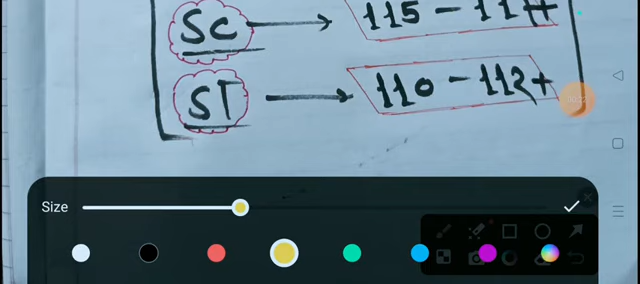 SC → 115 - 117+
ST → 110 - 112+
Size